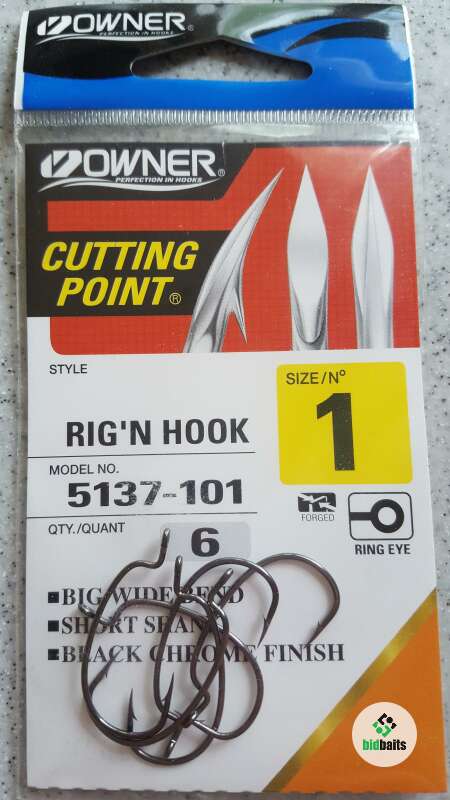 OWNER®
PERFECTION IN HOOKS
OWNER®
PERFECTION IN HOOKS
CUTTING
POINT®
STYLE
SIZE/Nº
1
RIG'N HOOK
MODEL NO.
5137-101
FORGED
RING EYE
QTY./QUANT
6
BIG WIDE BEND
SHORT SHANK
BLACK CHROME FINISH
bidbaits